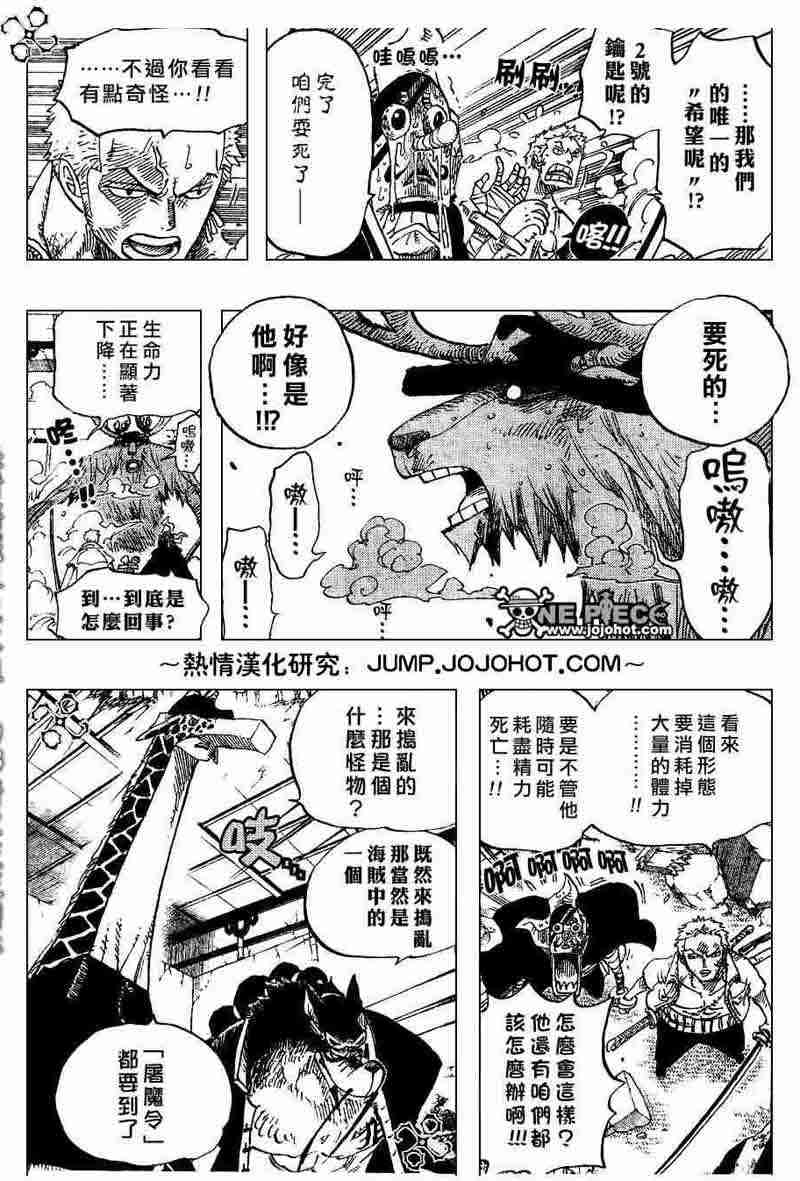 ……那我們
的唯一的
〝希望呢〞!?
2號的
鑰匙呢!?
刷 刷..
喀!!
哇嗚嗚…
完了
咱們耍死了——
……不過你看看
有點奇怪…!!
要死的…
嗚嗷…嗷
好像是
他啊…!!?
呼…
嗷…
呼…
嗷…
生命力
正在顯著
下降……
嗚嗷…
咚…!!
到…到底是
怎麼回事?
ONE PIECE
www.jojohot.com
～熱情漢化研究：JUMP.JOJOHOT.COM～
看來
這個形態
要消耗掉
大量的體力
…………!!
要是不管他
隨時可能
耗盡精力
死亡…!!
啊 啊 啊 啊
怎麼會這樣?
他還有咱們都
該怎麼辦啊!!!
來搗亂的
…那是個
什麼怪物?
吱……
既然來搗亂
那當然是
海賊中的
一個
「屠魔令」
都要到了